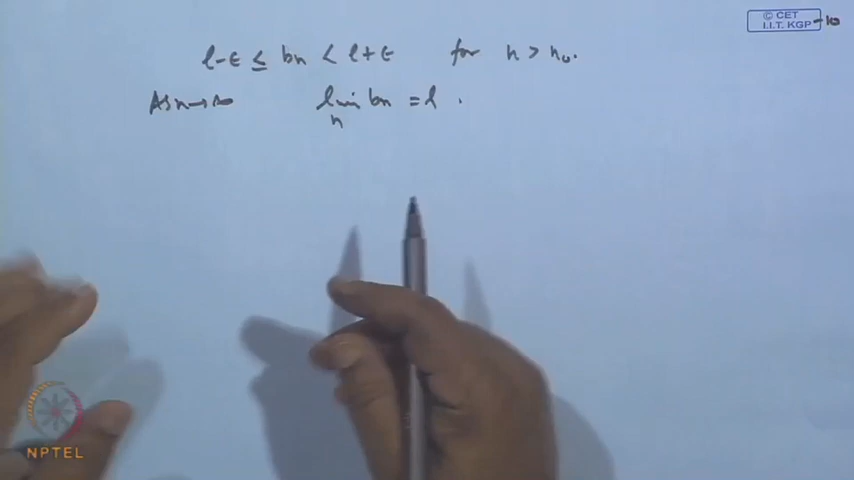 © CET
I.I.T. KGP
l-ε ≤ bn < l+ε for n > n₀.
As n→∞ lim bn = l .
n
NPTEL